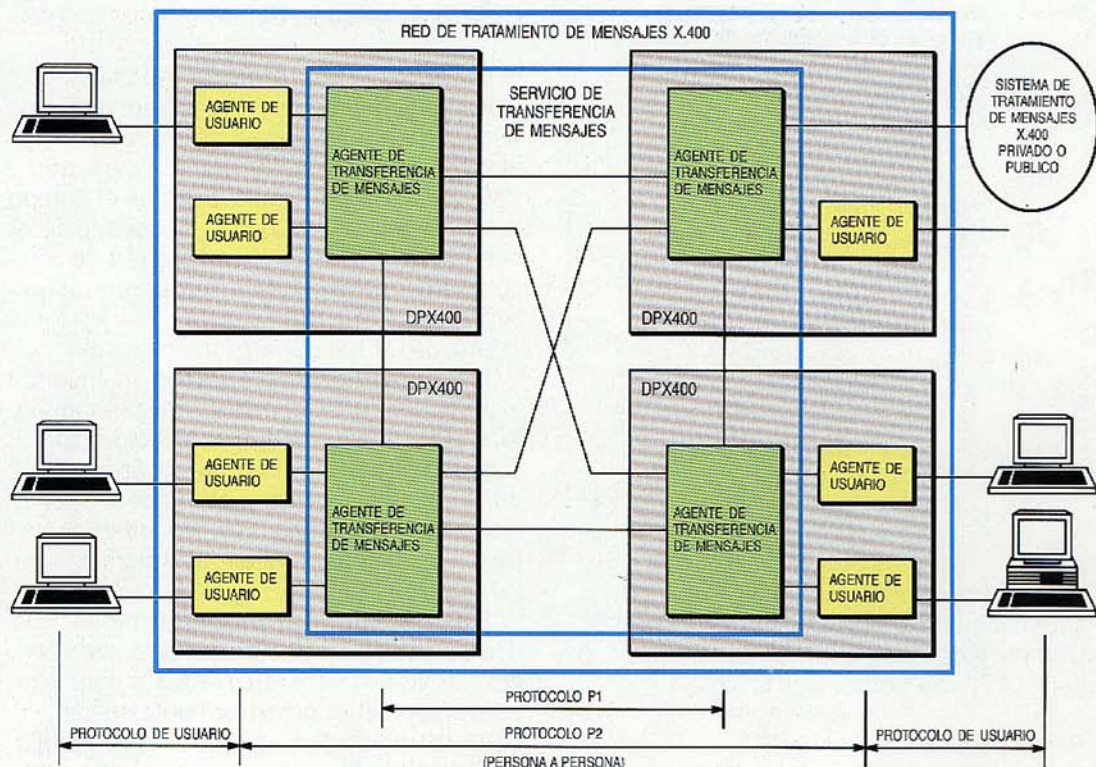 RED DE TRATAMIENTO DE MENSAJES X.400
AGENTE DE
USUARIO
AGENTE DE
USUARIO
AGENTE DE
TRANSFERENCIA
DE MENSAJES
DPX400
SERVICIO DE
TRANSFERENCIA
DE MENSAJES
AGENTE DE
TRANSFERENCIA
DE MENSAJES
AGENTE DE
USUARIO
DPX400
SISTEMA DE
TRATAMIENTO
DE MENSAJES
X.400
PRIVADO O
PUBLICO
DPX400
AGENTE DE
USUARIO
AGENTE DE
USUARIO
AGENTE DE
TRANSFERENCIA
DE MENSAJES
DPX400
AGENTE DE
TRANSFERENCIA
DE MENSAJES
AGENTE DE
USUARIO
AGENTE DE
USUARIO
PROTOCOLO P1
PROTOCOLO DE USUARIO
PROTOCOLO P2
PROTOCOLO DE USUARIO
(PERSONA A PERSONA)